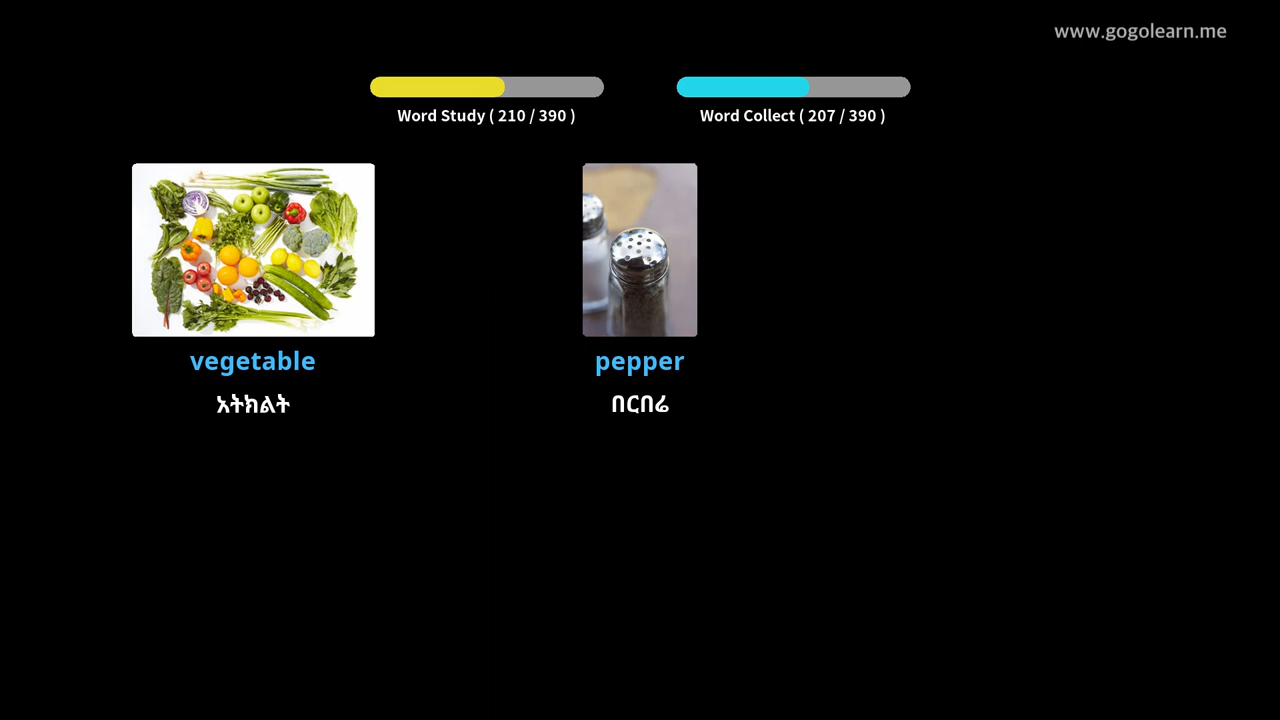 www.gogolearn.me
Word Study ( 210 / 390 )
Word Collect ( 207 / 390 )
vegetable
አትክልት
pepper
በርበሬ